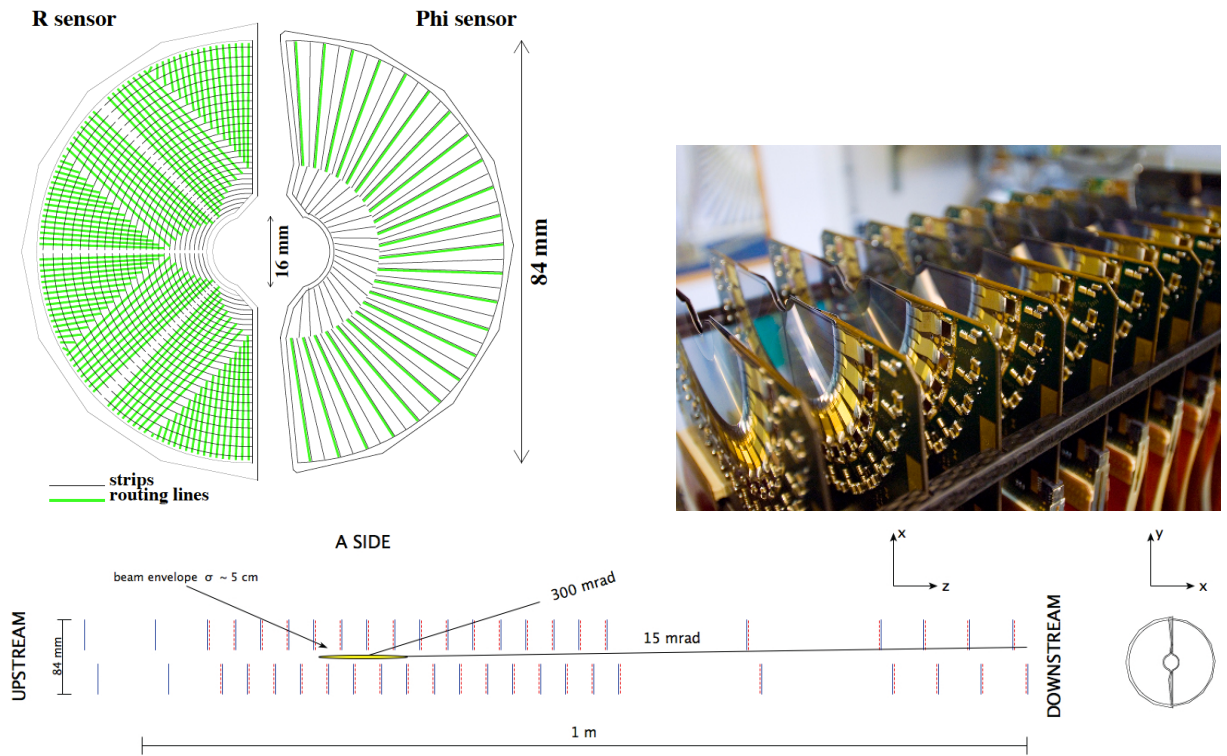 R sensor
Phi sensor
16 mm
84 mm
strips
routing lines
A SIDE
beam envelope σ ~ 5 cm
300 mrad
15 mrad
UPSTREAM
84 mm
DOWNSTREAM
x
z
y
x
1 m